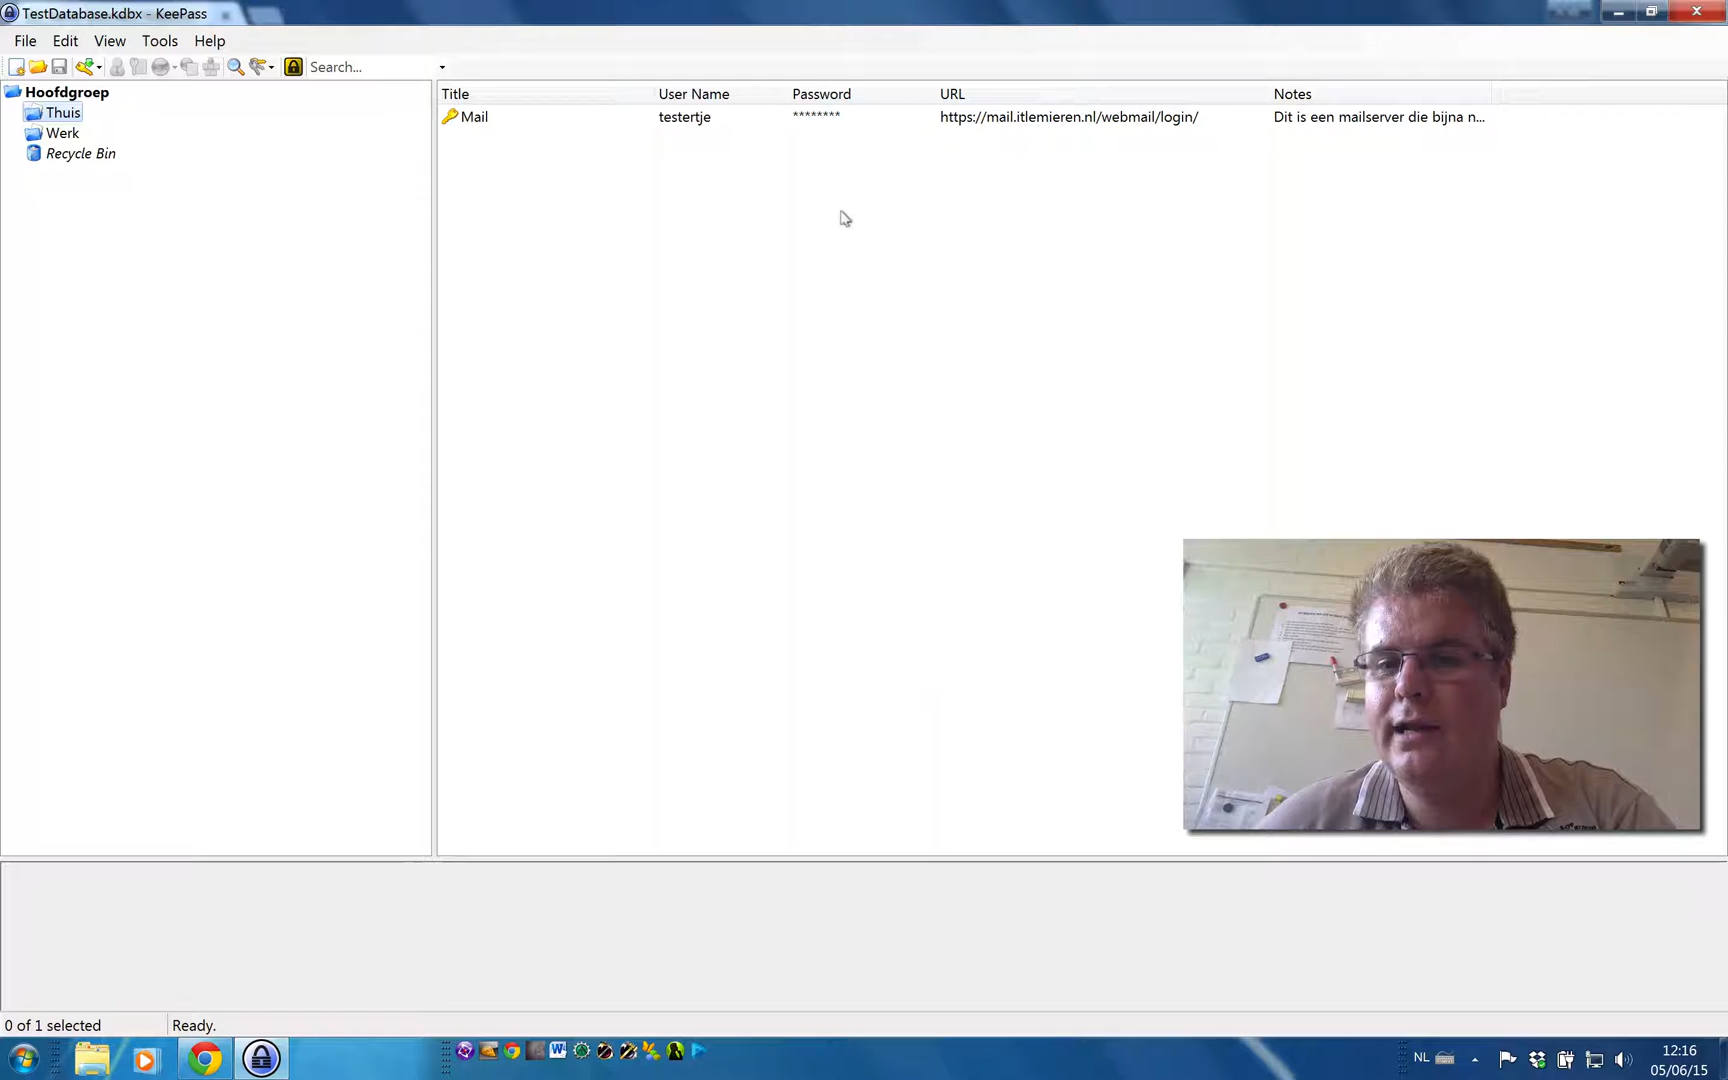 TestDatabase.kdbx - KeePass
File Edit View Tools Help
Search...
Hoofdgroep
Thuis
Werk
Recycle Bin
Title User Name Password URL Notes
Mail testertje ******** https://mail.itlemieren.nl/webmail/login/ Dit is een mailserver die bijna n...
0 of 1 selected Ready.
NL
12:16
05/06/15